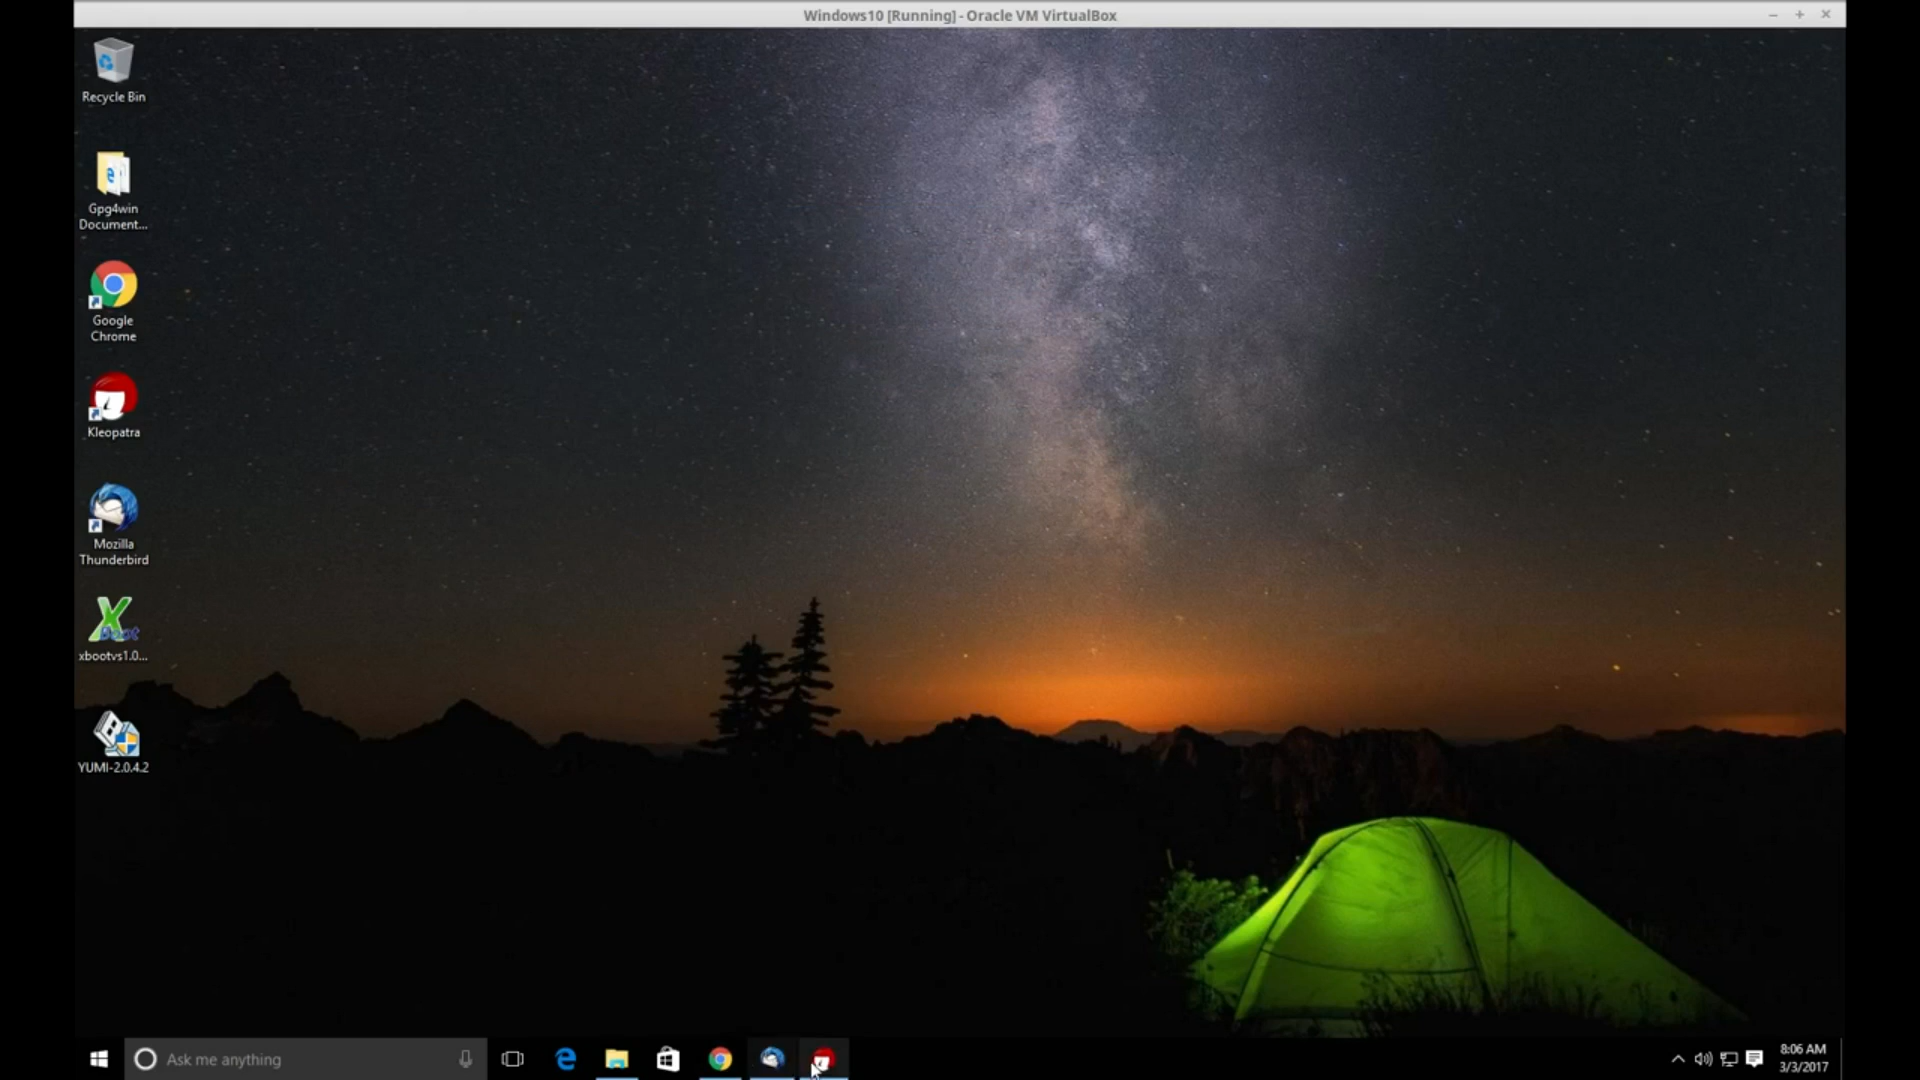 Windows10 [Running] - Oracle VM VirtualBox
Recycle Bin
Gpg4win
Document...
Google
Chrome
Kleopatra
Mozilla
Thunderbird
X
Boot
xbootvs1.0...
YUMI-2.0.4.2
Ask me anything
8:06 AM
3/3/2017